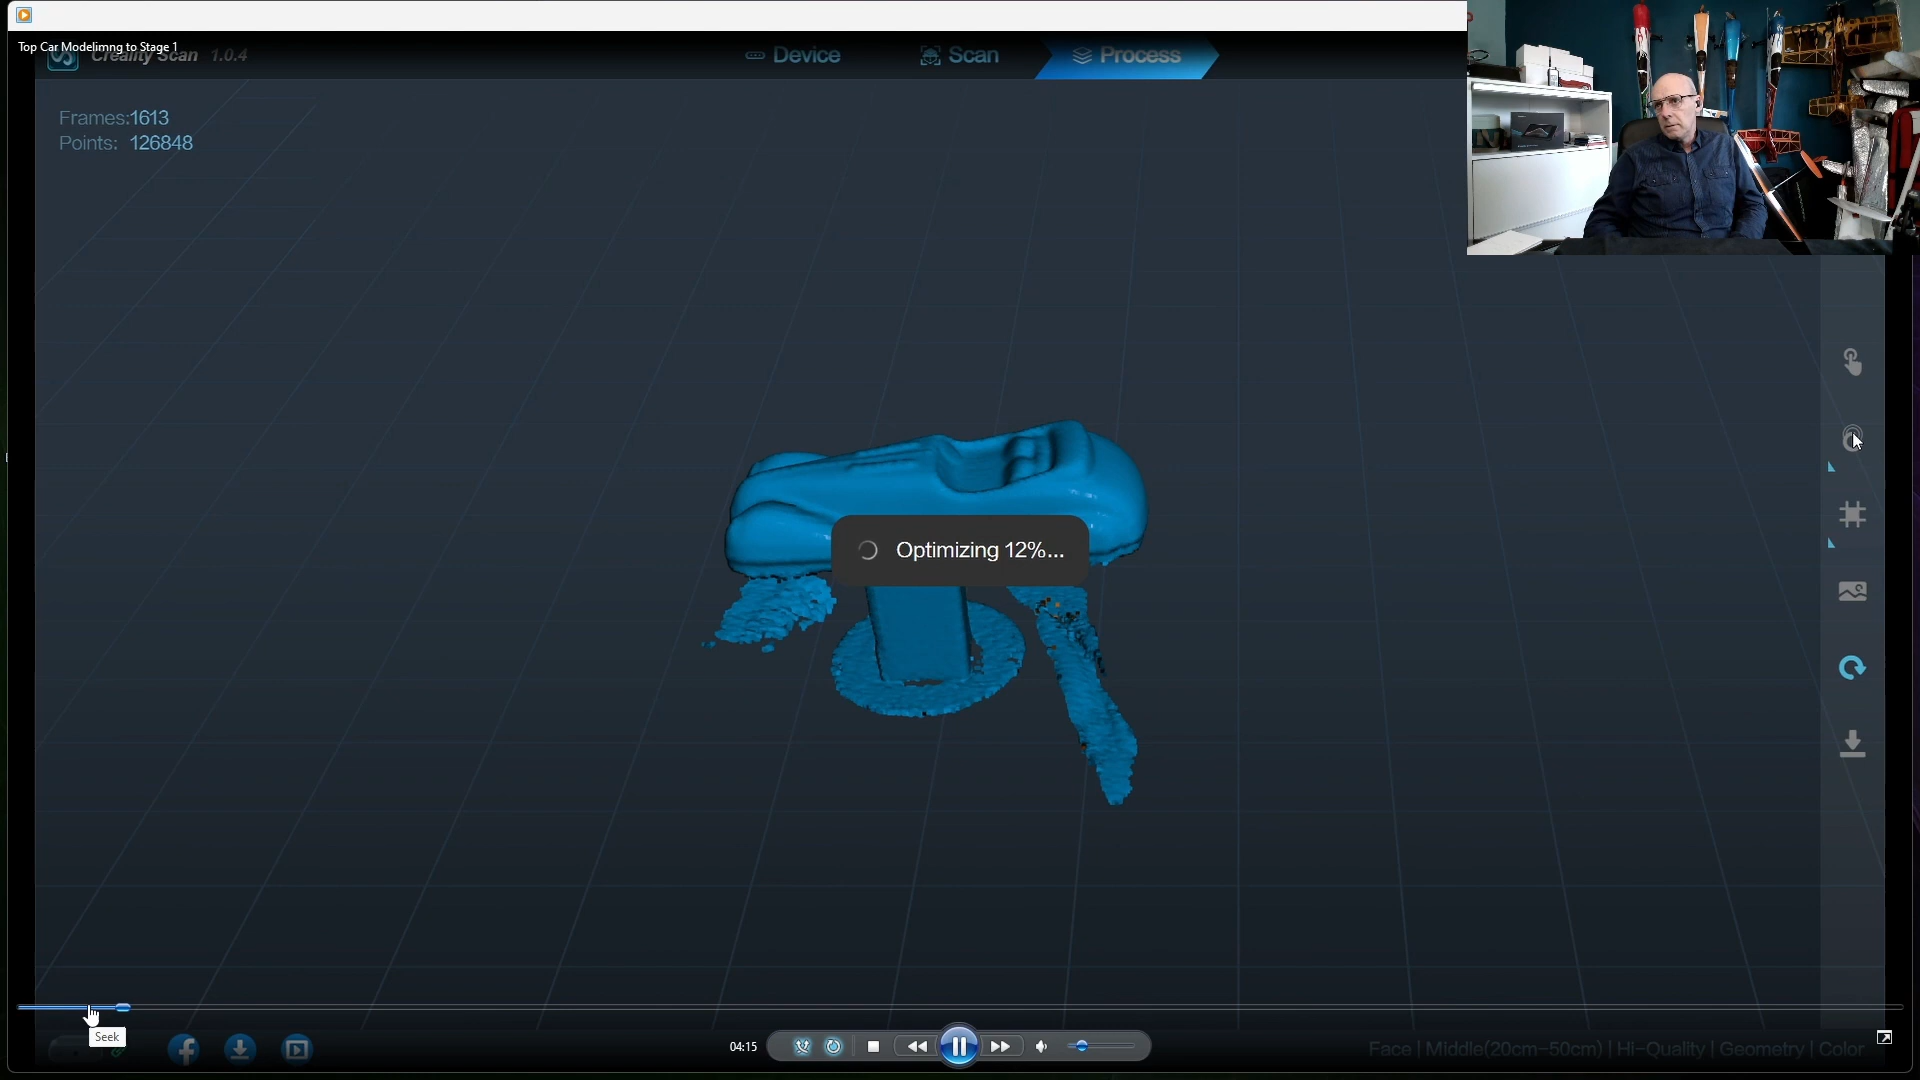 Top Car Modelimng to Stage 1
Creality Scan 1.0.4
Device
Scan
Process
Frames:1613
Points: 126848
Optimizing 12%...
Seek
04:15
Face | Middle(20cm-50cm) | Hi-Quality | Geometry | Color